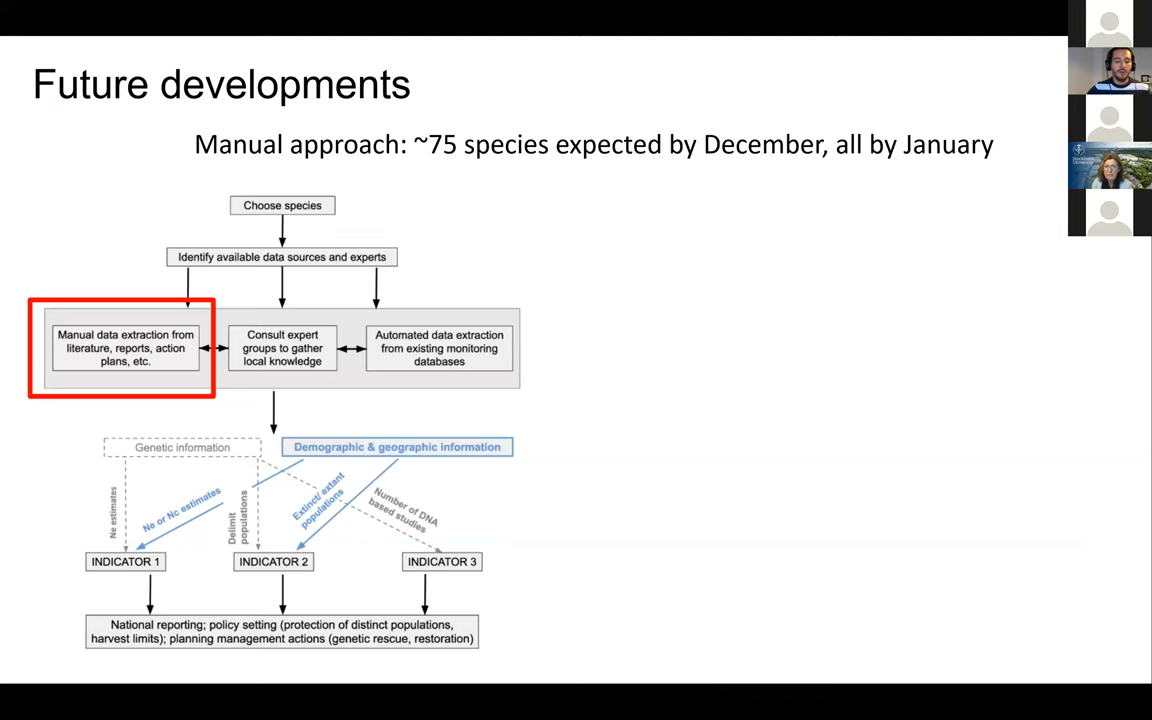 Future developments
Manual approach: ~75 species expected by December, all by January
Choose species
Identify available data sources and experts
Manual data extraction from
literature, reports, action
plans, etc.
Consult expert
groups to gather
local knowledge
Automated data extraction
from existing monitoring
databases
Genetic information
Demographic & geographic information
Ne estimates
Ne or Nc estimates
Delimit
populations
Extinct/ extant
populations
Number of DNA
based studies
INDICATOR 1
INDICATOR 2
INDICATOR 3
National reporting; policy setting (protection of distinct populations,
harvest limits); planning management actions (genetic rescue, restoration)
Stockholm
University